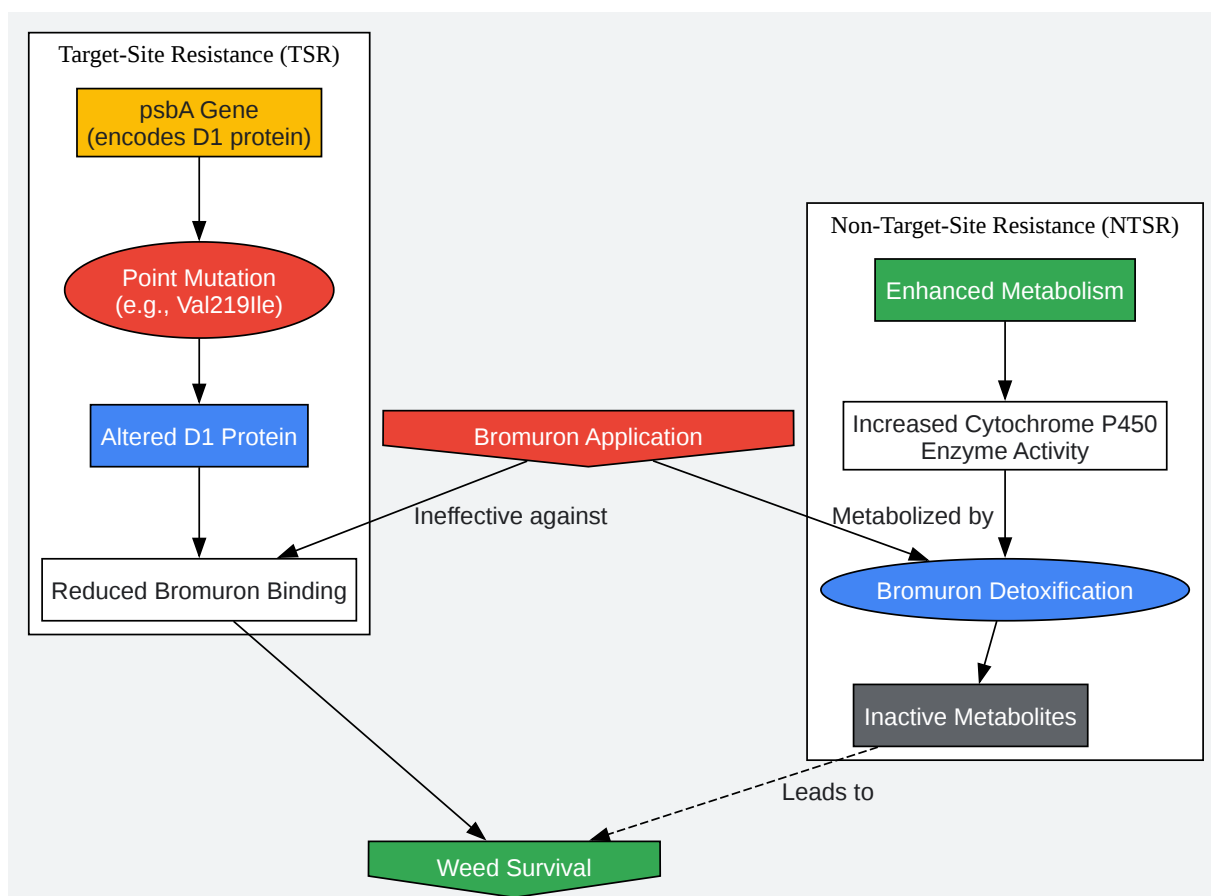 Target-Site Resistance (TSR)
psbA Gene
(encodes D1 protein)
Point Mutation
(e.g., Val219Ile)
Altered D1 Protein
Reduced Bromuron Binding
Bromuron Application
Ineffective against
Metabolized by
Non-Target-Site Resistance (NTSR)
Enhanced Metabolism
Increased Cytochrome P450
Enzyme Activity
Bromuron Detoxification
Inactive Metabolites
Leads to
Weed Survival